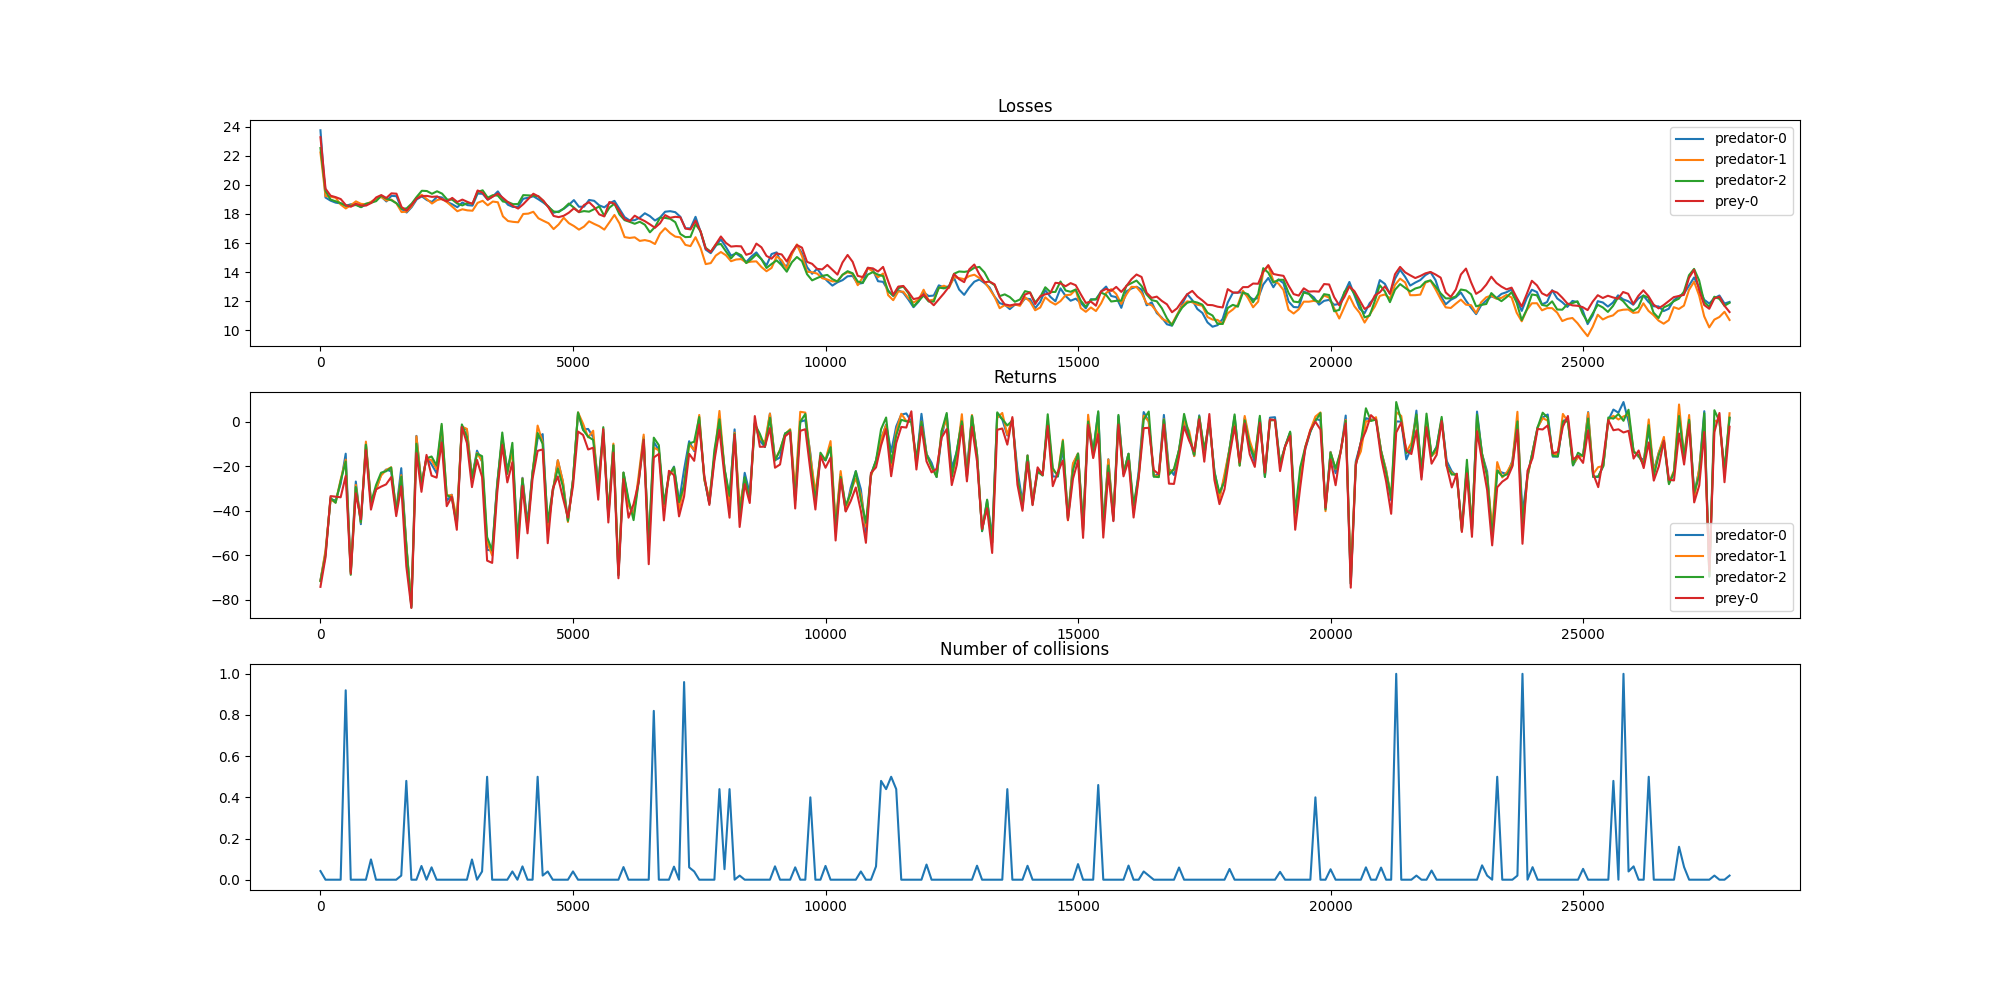 Losses
24
22
20
18
16
14
12
10
predator-0
predator-1
predator-2
prey-0
0 5000 10000 15000 20000 25000
Returns
0
−20
−40
−60
−80
predator-0
predator-1
predator-2
prey-0
0 5000 10000 15000 20000 25000
Number of collisions
1.0
0.8
0.6
0.4
0.2
0.0
0 5000 10000 15000 20000 25000